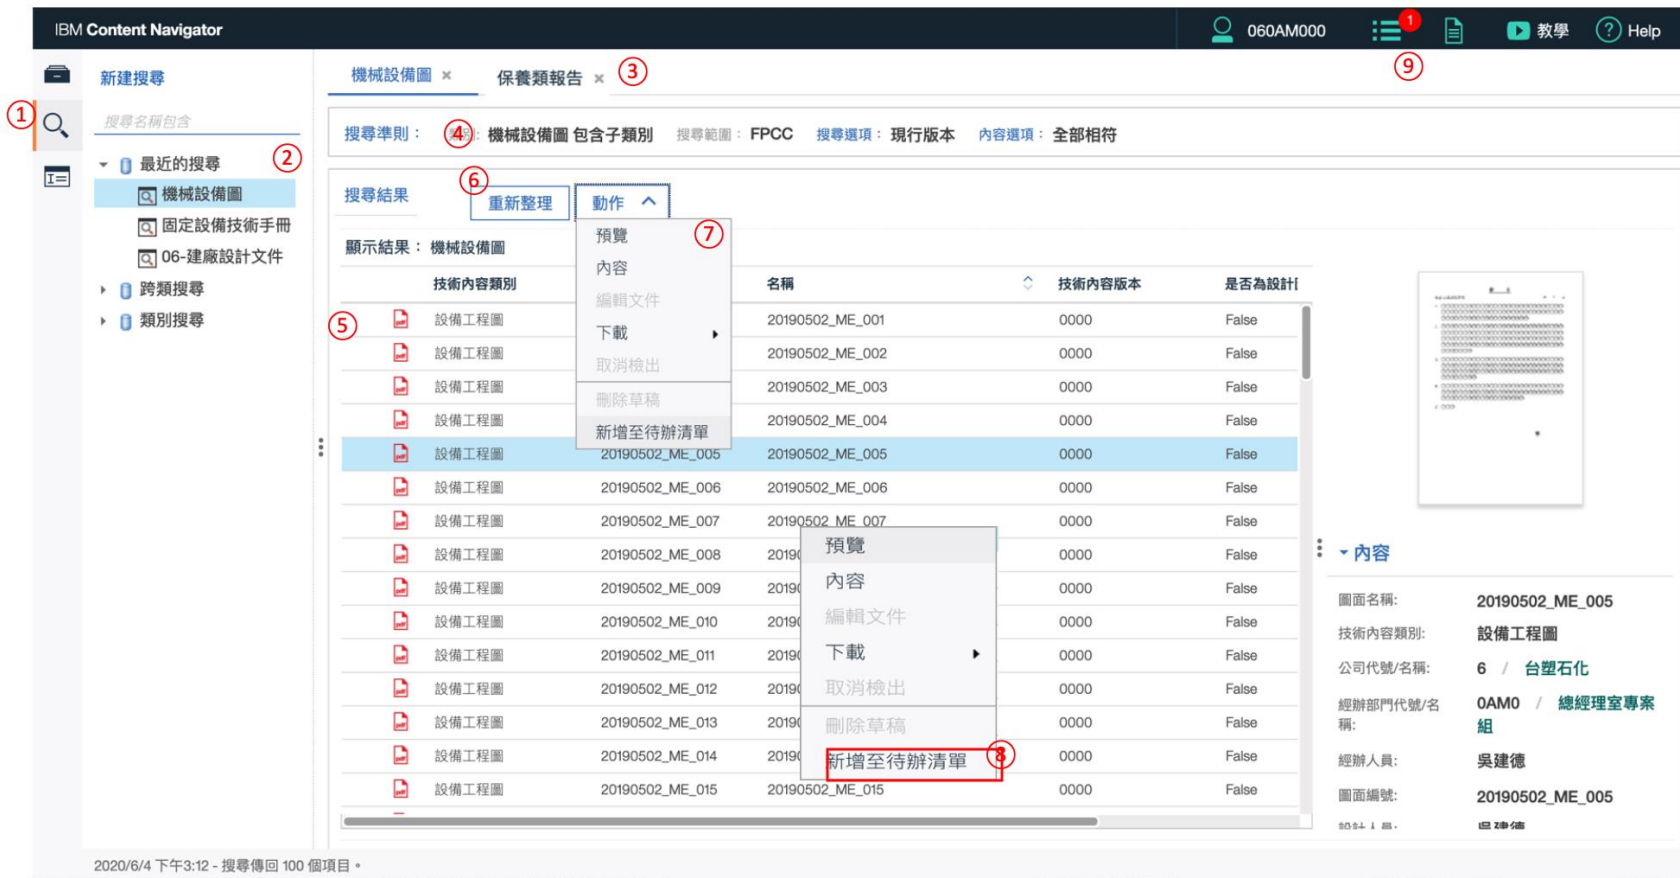 IBM Content Navigator
060AM000
1
教學
? Help
⑨
①
新建搜尋
搜尋名稱包含
②
最近的搜尋
機械設備圖
固定設備技術手冊
06-建廠設計文件
跨類搜尋
類別搜尋
機械設備圖 ×
保養類報告 ×
③
搜尋準則： ④ : 機械設備圖 包含子類別 搜尋範圍： FPCC 搜尋選項： 現行版本 內容選項： 全部相符
搜尋結果
⑥
重新整理
動作
⑦
預覽
內容
編輯文件
下載
取消檢出
刪除草稿
新增至待辦清單
顯示結果： 機械設備圖
技術內容類別 名稱 技術內容版本 是否為設計
⑤
設備工程圖 20190502_ME_001 0000 False
設備工程圖 20190502_ME_002 0000 False
設備工程圖 20190502_ME_003 0000 False
設備工程圖 20190502_ME_004 0000 False
設備工程圖 20190502_ME_005 20190502_ME_005 0000 False
設備工程圖 20190502_ME_006 20190502_ME_006 0000 False
設備工程圖 20190502_ME_007 20190502_ME_007 0000 False
設備工程圖 20190502_ME_008 2019 0000 False
設備工程圖 20190502_ME_009 2019 0000 False
設備工程圖 20190502_ME_010 2019 0000 False
設備工程圖 20190502_ME_011 2019 0000 False
設備工程圖 20190502_ME_012 2019 0000 False
設備工程圖 20190502_ME_013 2019 0000 False
設備工程圖 20190502_ME_014 2019 0000 False
設備工程圖 20190502_ME_015 20190502_ME_015 0000 False
預覽
內容
編輯文件
下載
取消檢出
刪除草稿
新增至待辦清單
⑧
內容
圖面名稱: 20190502_ME_005
技術內容類別: 設備工程圖
公司代號/名稱: 6 / 台塑石化
經辦部門代號/名稱: 0AM0 / 總經理室專案組
經辦人員: 吳建德
圖面編號: 20190502_ME_005
設計人員: 吳建德
2020/6/4 下午3:12 - 搜尋傳回 100 個項目。